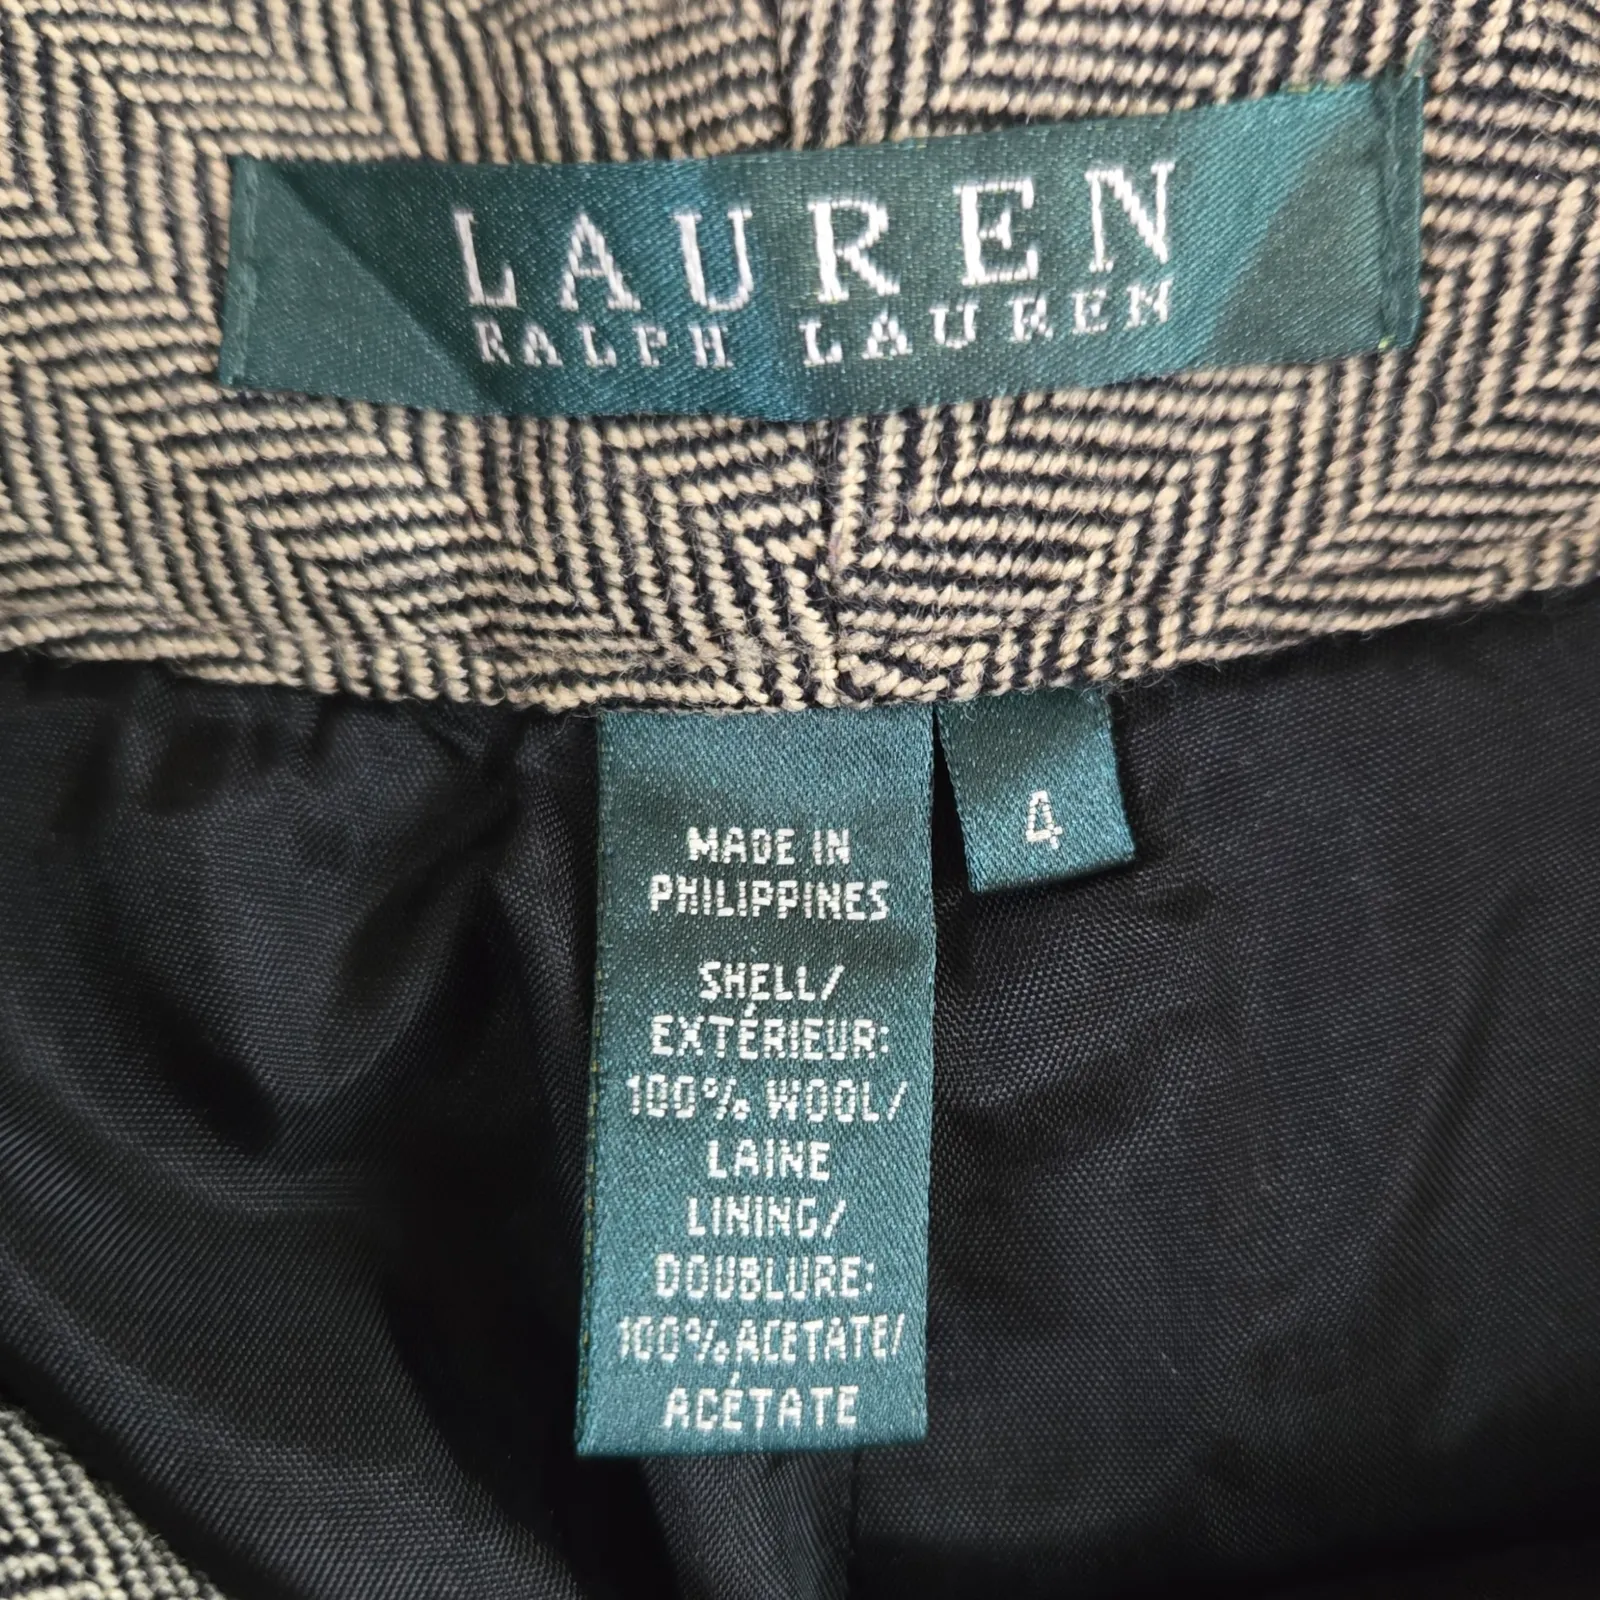 LAUREN
RALPH LAUREN
4
MADE IN
PHILIPPINES
SHELL/
EXTÉRIEUR:
100% WOOL/
LAINE
LINING/
DOUBLURE:
100% ACETATE/
ACÉTATE